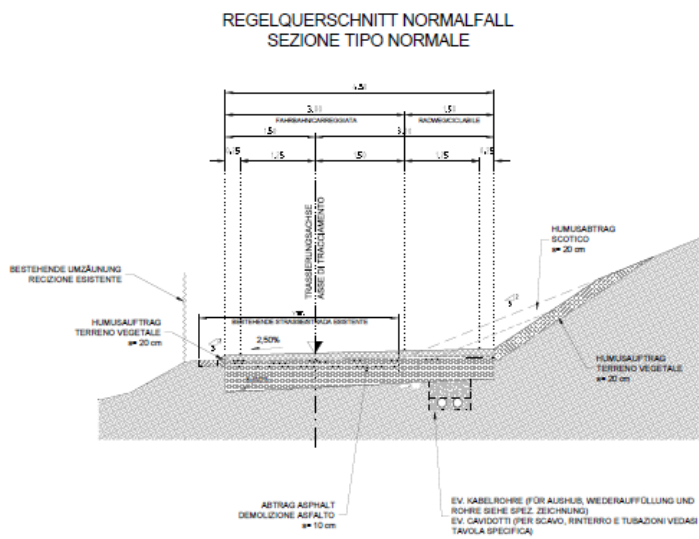 REGELQUERSCHNITT NORMALFALL
SEZIONE TIPO NORMALE
FAHRBAHN/CARREGGIATA
RADWEG/CICLABILE
TRASSIERUNGSACHSE
ASSE DI TRACCIAMENTO
HUMUSABTRAG
SCOTICO
s= 20 cm
BESTEHENDE UMZÄUNUNG
RECIZIONE ESISTENTE
BESTEHENDE STRASSE/STRADA ESISTENTE
HUMUSAUFTRAG
TERRENO VEGETALE
s= 20 cm
2,50%
HUMUSAUFTRAG
TERRENO VEGETALE
s= 20 cm
ABTRAG ASPHALT
DEMOLIZIONE ASFALTO
s= 10 cm
EV. KABELROHRE (FÜR AUSHUB, WIEDERAUFFÜLLUNG UND
ROHRE SIEHE SPEZ. ZEICHNUNG)
EV. CAVIDOTTI (PER SCAVO, RINTERRO E TUBAZIONI VEDASI
TAVOLA SPECIFICA)